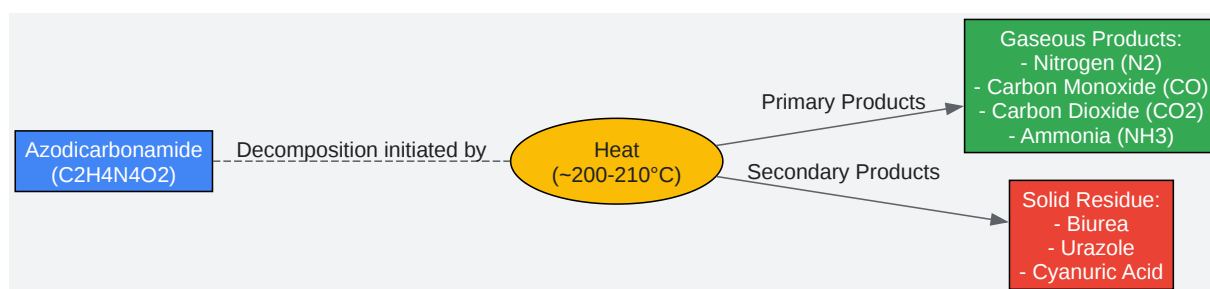 Azodicarbonamide
(C2H4N4O2)
Decomposition initiated by
Heat
(~200-210°C)
Primary Products
Secondary Products
Gaseous Products:
- Nitrogen (N2)
- Carbon Monoxide (CO)
- Carbon Dioxide (CO2)
- Ammonia (NH3)
Solid Residue:
- Biurea
- Urazole
- Cyanuric Acid